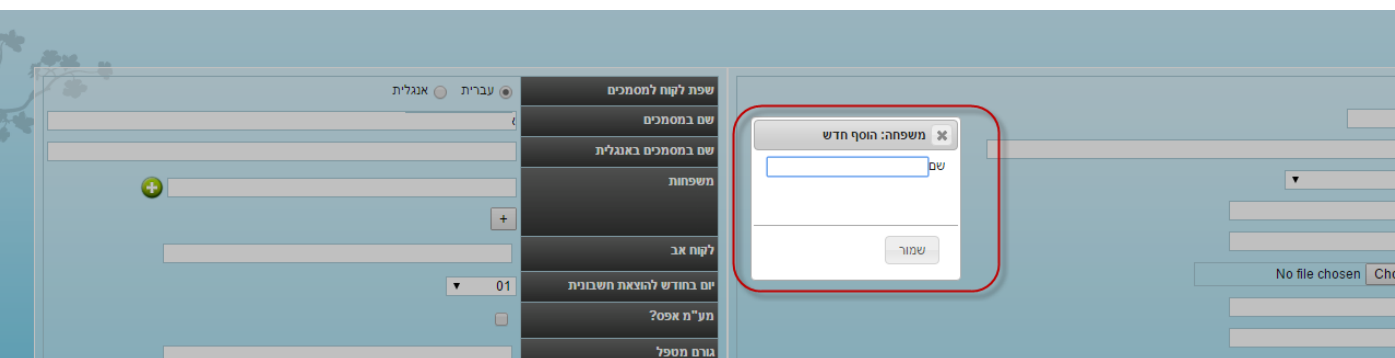 שפת לקוח למסמכים
עברית אנגלית
שם במסמכים
שם במסמכים באנגלית
משפחות
+
לקוח אב
יום בחודש להוצאת חשבונית
01
מע"מ אפס?
גורם מטפל
משפחה: הוסף חדש
שם
שמור
No file chosen